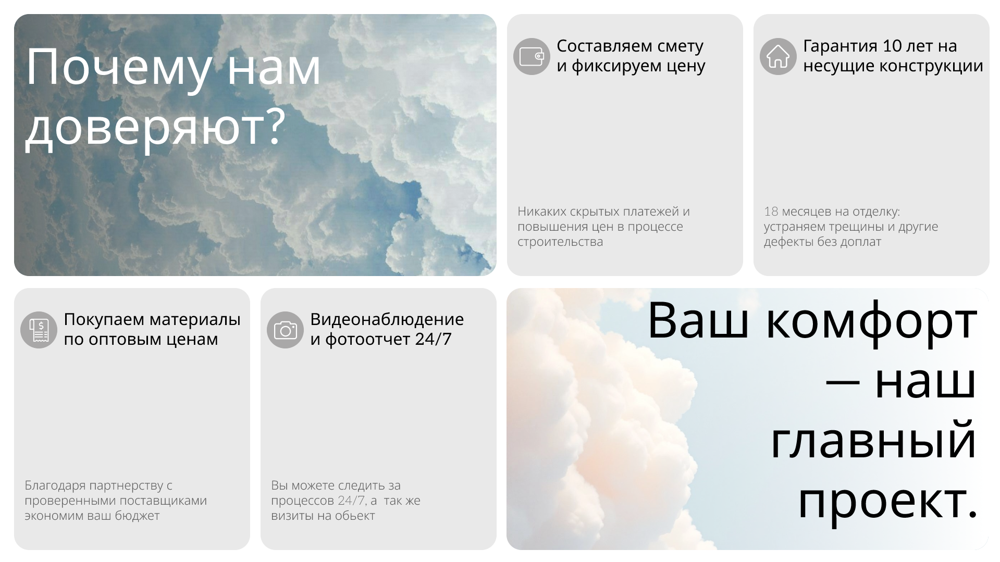 Почему нам
доверяют?
Составляем смету
и фиксируем цену
Никаких скрытых платежей и
повышения цен в процессе
строительства
Гарантия 10 лет на
несущие конструкции
18 месяцев на отделку:
устраняем трещины и другие
дефекты без доплат
Покупаем материалы
по оптовым ценам
Благодаря партнерству с
проверенными поставщиками
экономим ваш бюджет
Видеонаблюдение
и фотоотчет 24/7
Вы можете следить за
процессов 24/7, а  так же
визиты на обьект
Ваш комфорт
— наш
главный
проект.